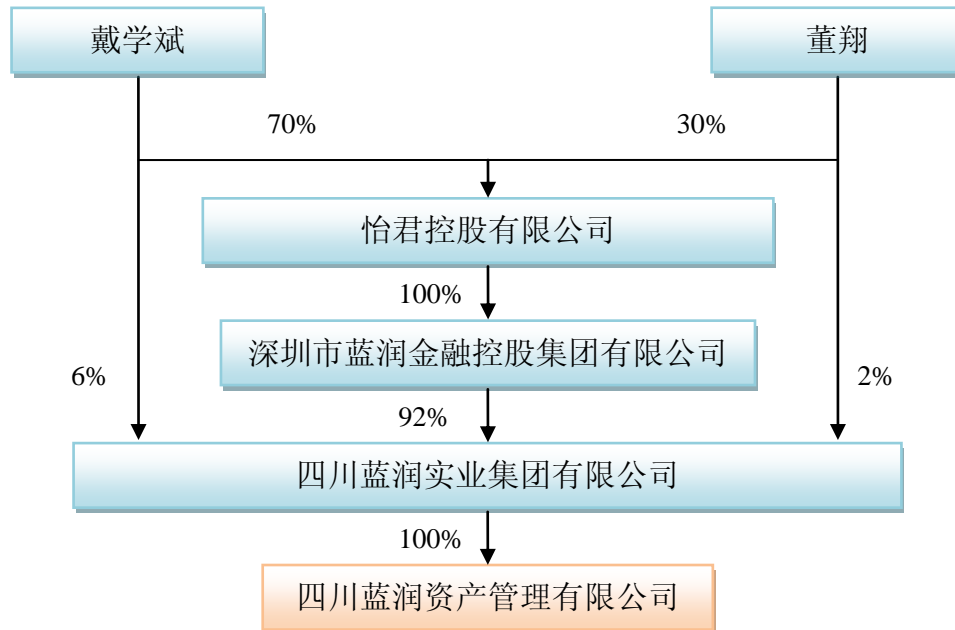 戴学斌
董翔
70%
30%
怡君控股有限公司
100%
深圳市蓝润金融控股集团有限公司
6%
2%
92%
四川蓝润实业集团有限公司
100%
四川蓝润资产管理有限公司